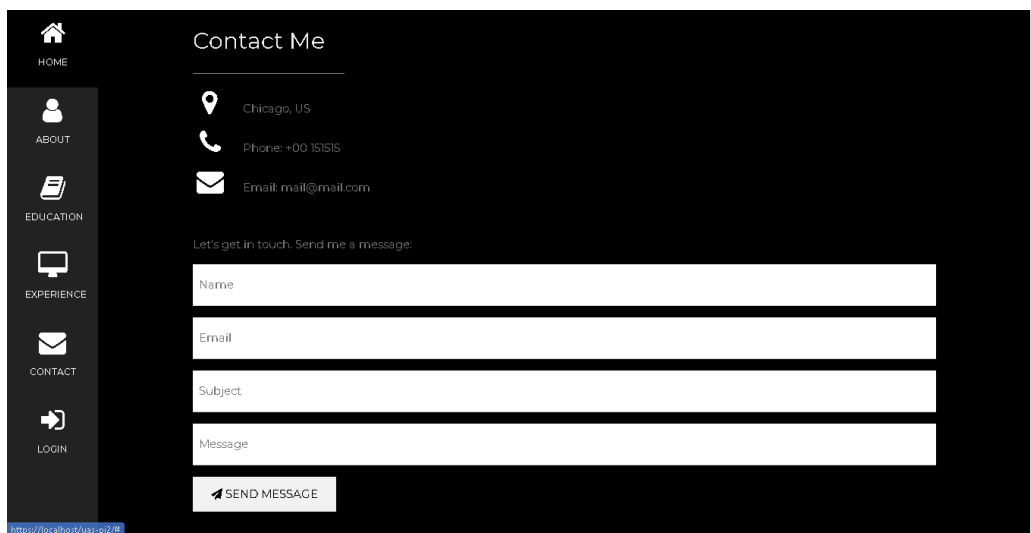 HOME
ABOUT
EDUCATION
EXPERIENCE
CONTACT
LOGIN
Contact Me
Chicago, US
Phone: +00 151515
Email: mail@mail.com
Let's get in touch. Send me a message:
Name
Email
Subject
Message
SEND MESSAGE
https://localhost/uas-pi2/#